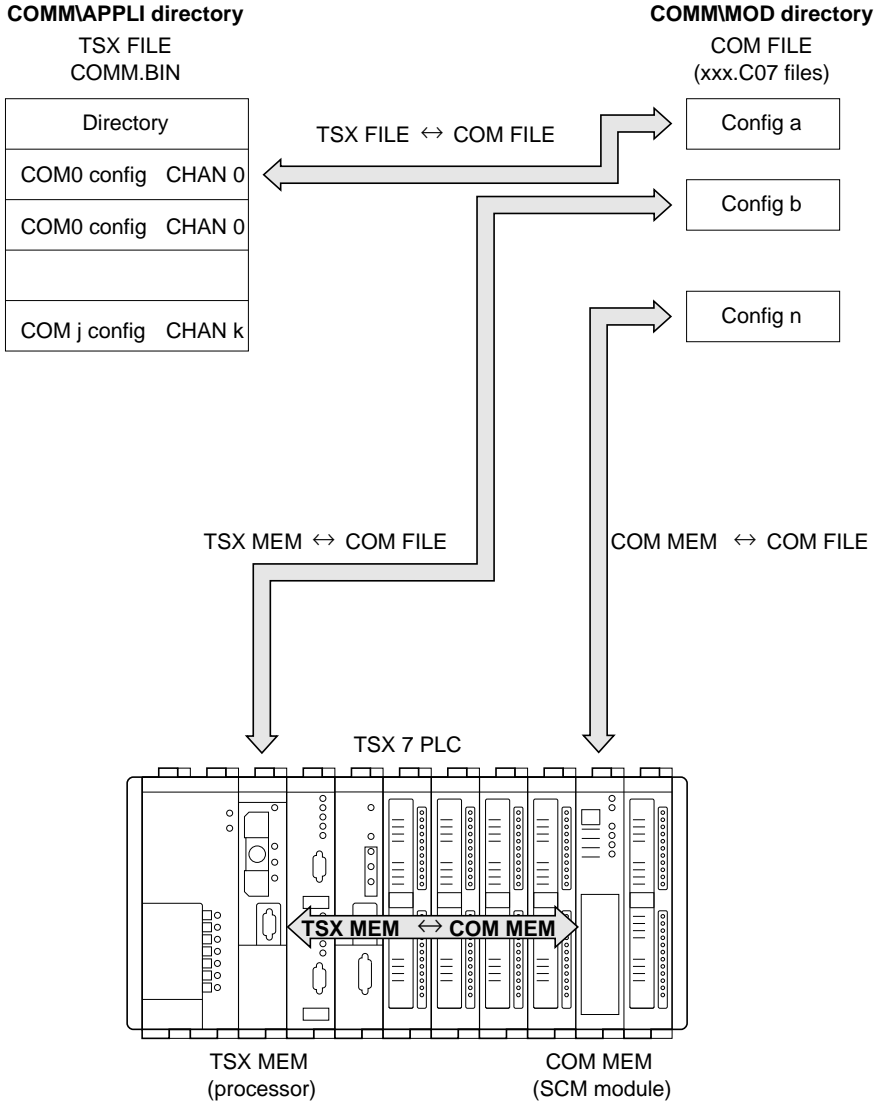 COMM\APPLI directory
TSX FILE
COMM.BIN
COMM\MOD directory
COM FILE
(xxx.C07 files)
Directory
COM0 config CHAN 0
COM0 config CHAN 0
COM j config CHAN k
TSX FILE ↔ COM FILE
Config a
Config b
Config n
TSX MEM ↔ COM FILE
COM MEM ↔ COM FILE
TSX 7 PLC
TSX MEM ↔ COM MEM
TSX MEM
(processor)
COM MEM
(SCM module)